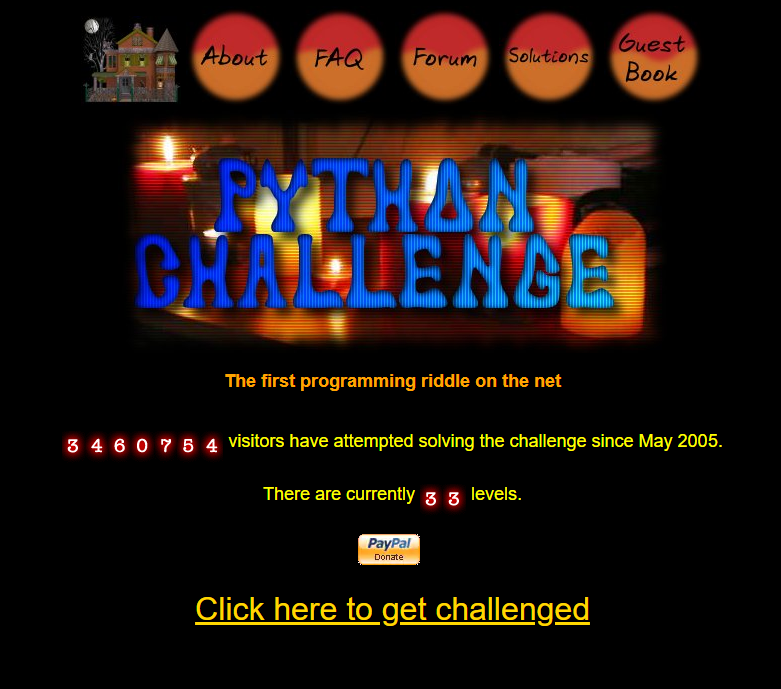 About
FAQ
Forum
Solutions
Guest
Book
PYTHON
CHALLENGE
The first programming riddle on the net
3460754 visitors have attempted solving the challenge since May 2005.
There are currently 33 levels.
PayPal
Donate
Click here to get challenged